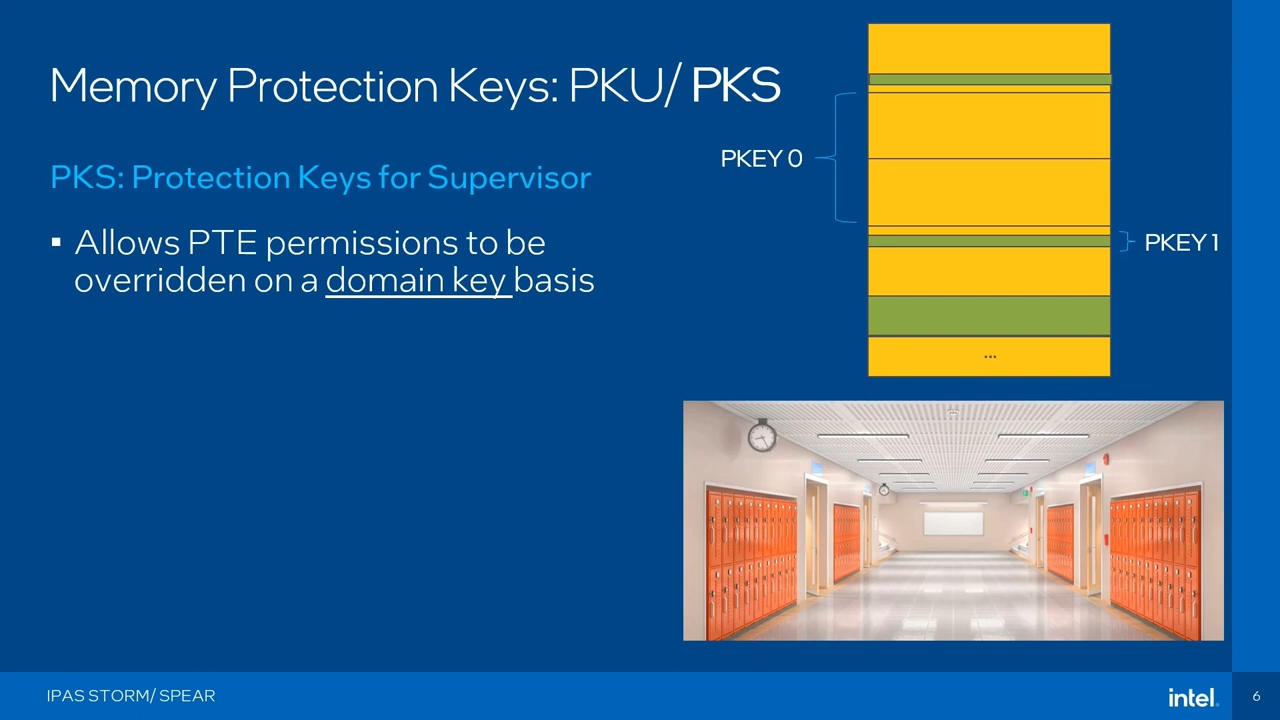 Memory Protection Keys: PKU/ PKS
PKS: Protection Keys for Supervisor
▪ Allows PTE permissions to be
overridden on a domain key basis
PKEY 0
PKEY 1
...
IPAS STORM/ SPEAR
intel.
6